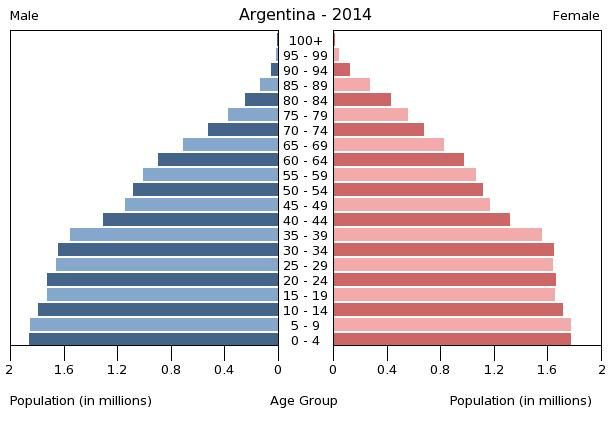 Male Argentina - 2014 Female
100+
95 - 99
90 - 94
85 - 89
80 - 84
75 - 79
70 - 74
65 - 69
60 - 64
55 - 59
50 - 54
45 - 49
40 - 44
35 - 39
30 - 34
25 - 29
20 - 24
15 - 19
10 - 14
5 - 9
0 - 4
2 1.6 1.2 0.8 0.4 0 0 0.4 0.8 1.2 1.6 2
Population (in millions) Age Group Population (in millions)